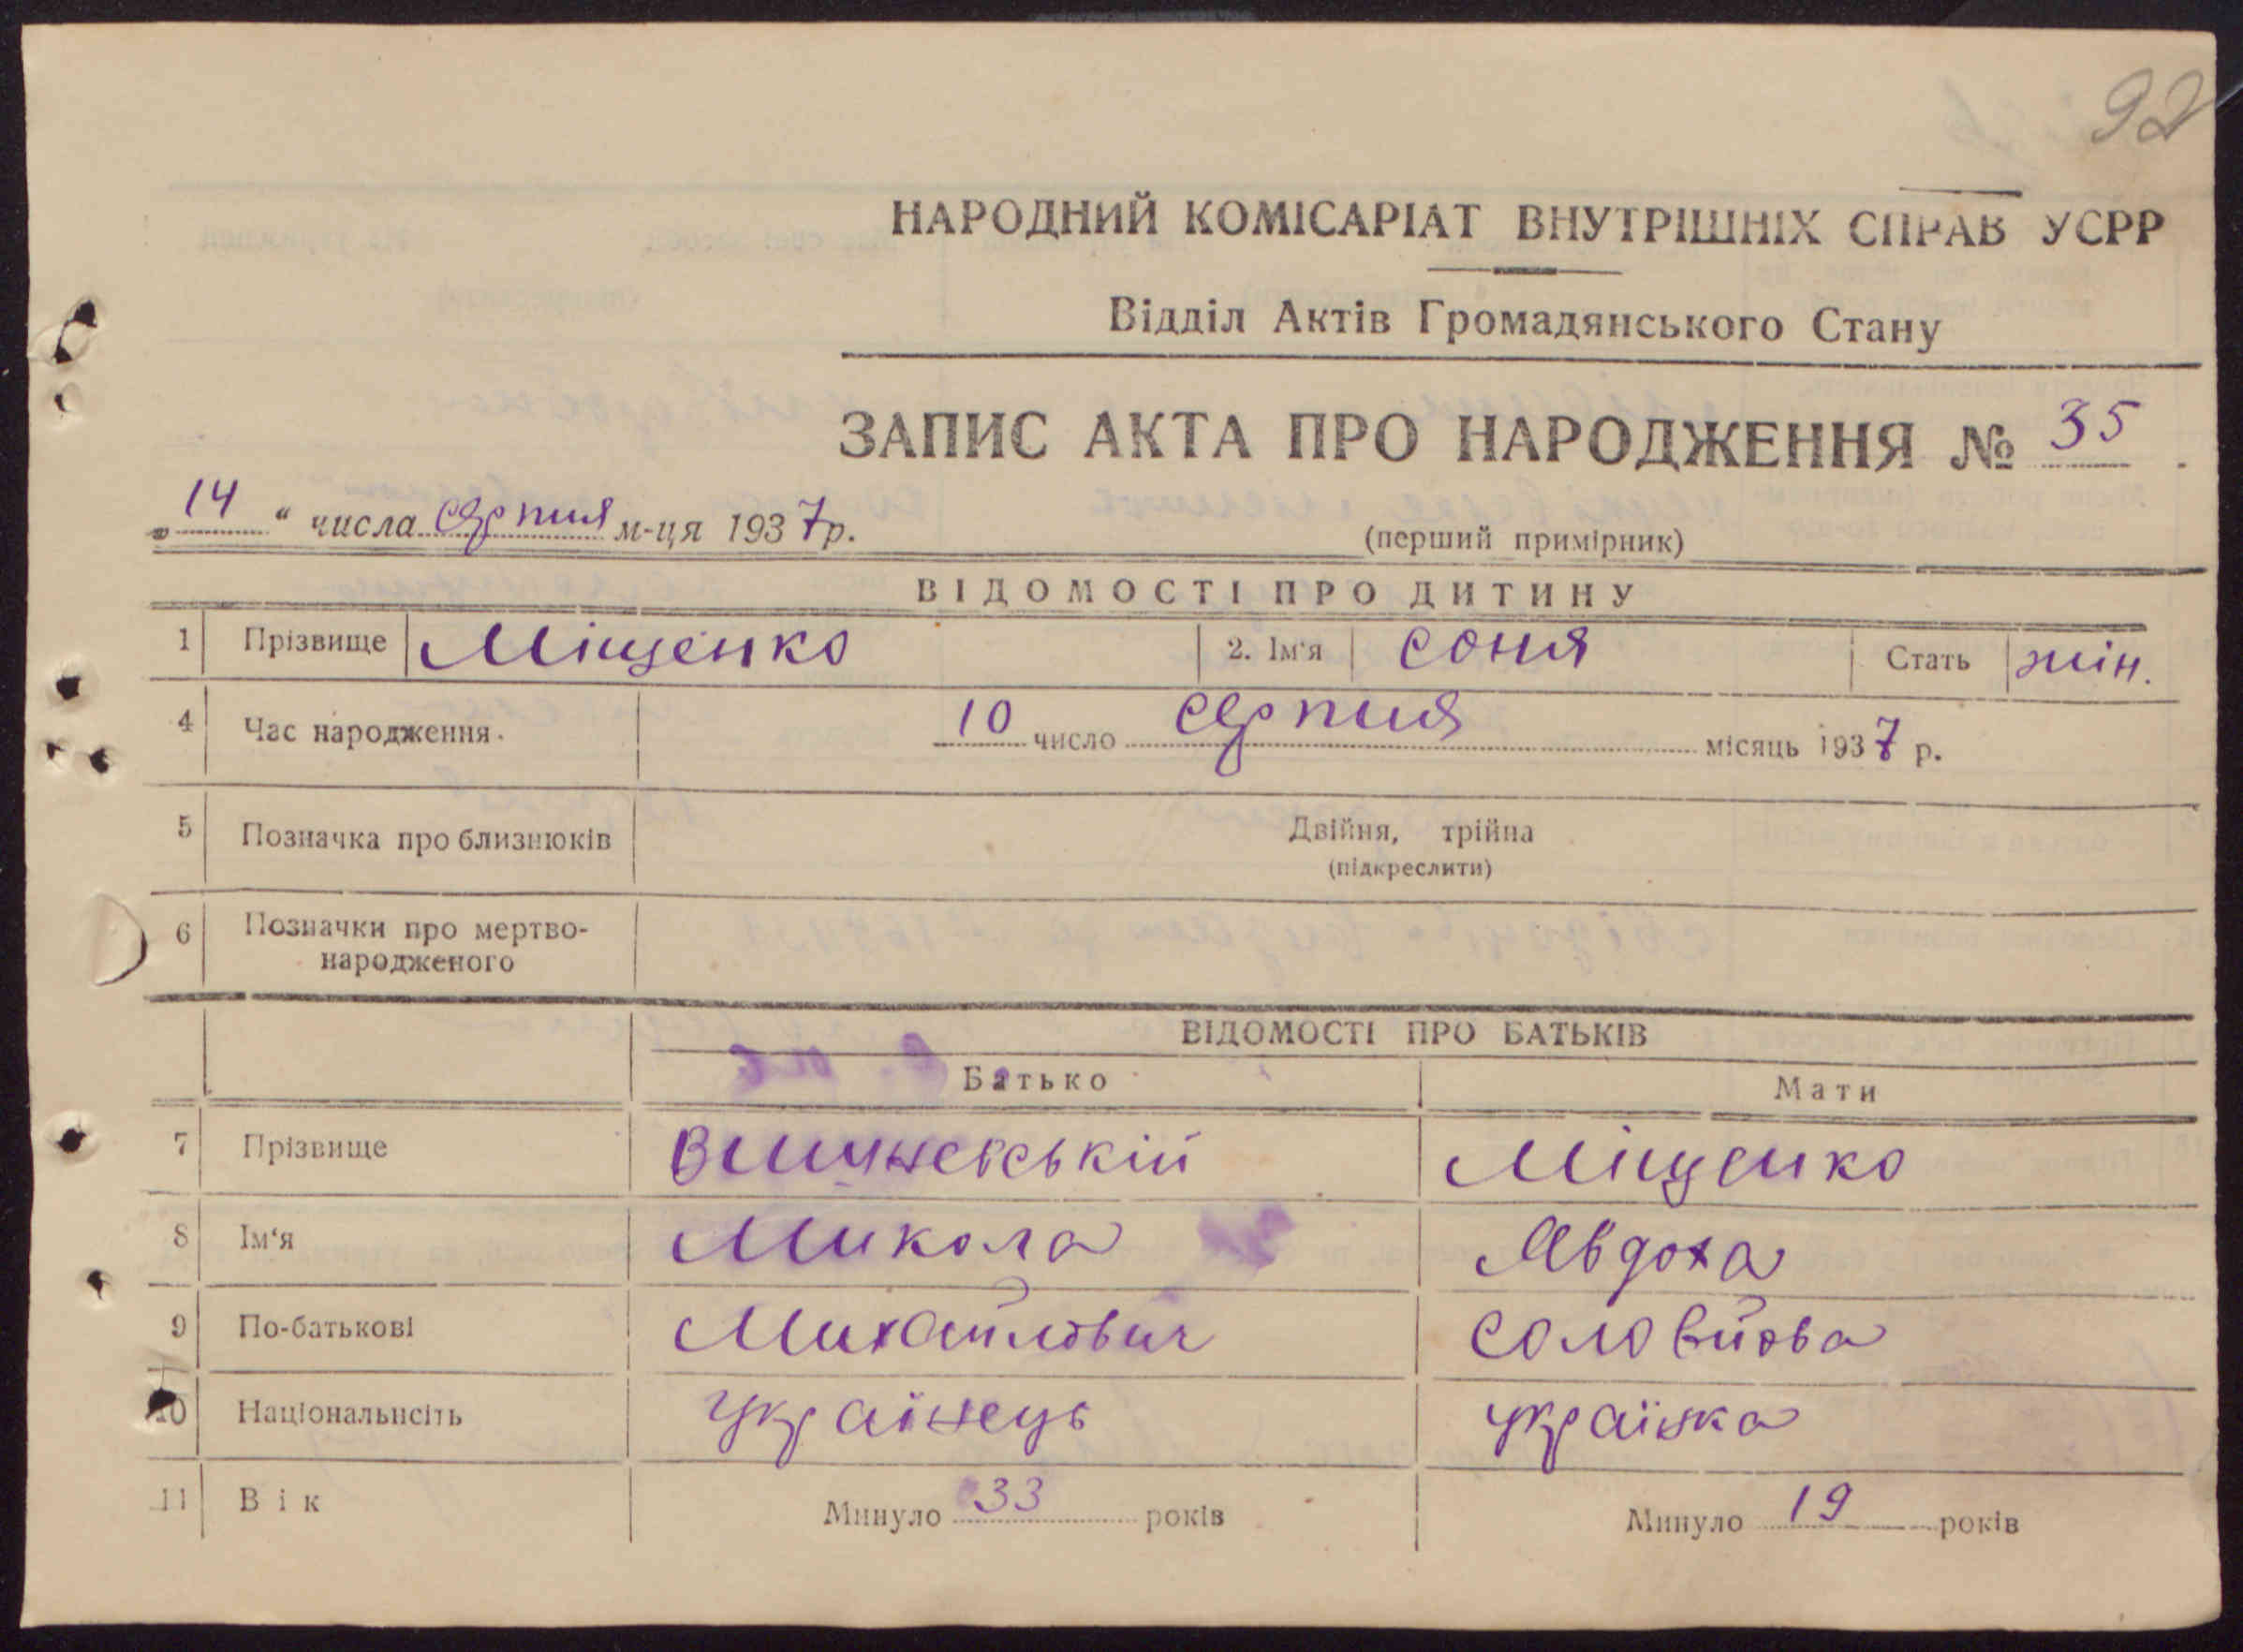 92
НАРОДНИЙ КОМІСАРІАТ ВНУТРІШНІХ СПРАВ УСРР
Відділ Актів Громадянського Стану
ЗАПИС АКТА ПРО НАРОДЖЕННЯ № 35
„ 14 “ числа серпня м-ця 1937р.
(перший примірник)
ВІДОМОСТІ ПРО ДИТИНУ
1 Прізвище Міщенко 2. Ім‘я Соня Стать жін.
4 Час народження 10 число серпня місяць 1937 р.
5 Позначка про близнюків Двійня, трійна
(підкреслити)
6 Позначки про мертво-
народженого
ВІДОМОСТІ ПРО БАТЬКІВ
Батько Мати
7 Прізвище Вишневській Міщенко
8 Ім‘я Микола Явдоха
9 По-батькові Михайлович Соловйова
10 Національнсіть українець українка
11 Вік Минуло 33 років Минуло 19 років